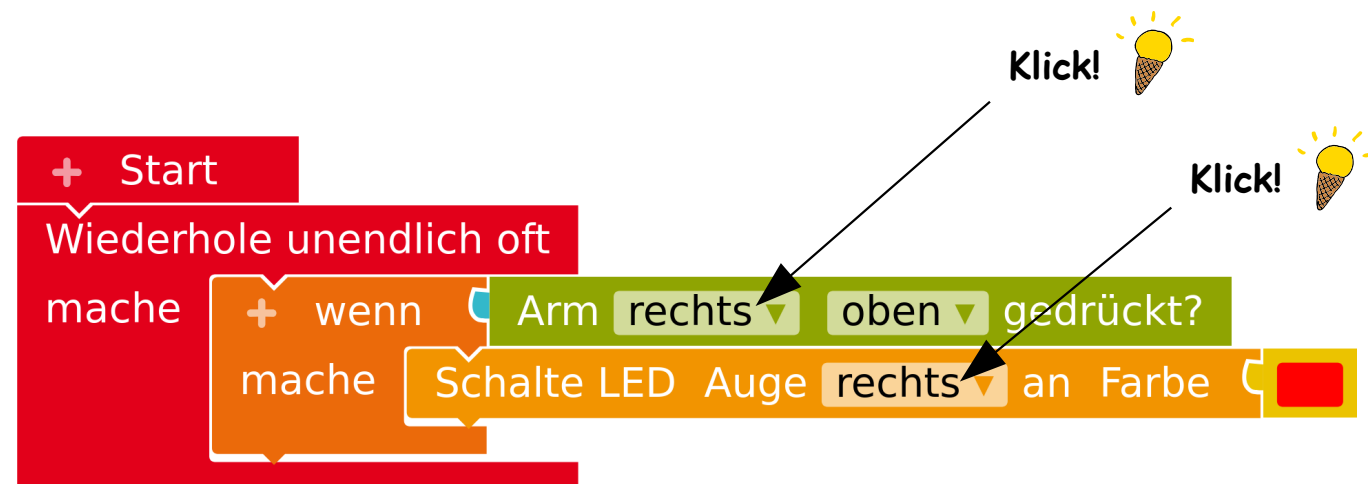 Klick!
Klick!
+ Start
Wiederhole unendlich oft
mache + wenn Arm rechts ▼ oben ▼ gedrückt?
mache Schalte LED Auge rechts ▼ an Farbe